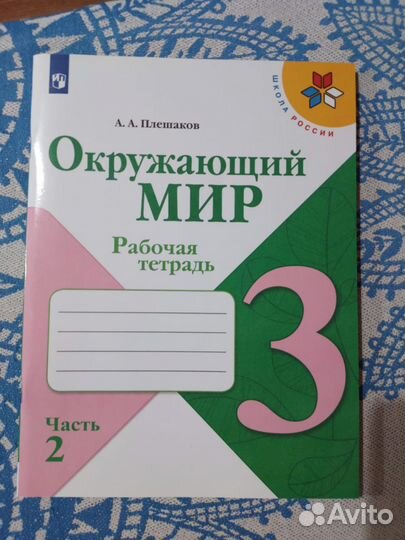 А. А. Плешаков
ШКОЛА РОССИИ
Окружающий
МИР
Рабочая
тетрадь
3
Часть
2
Avito